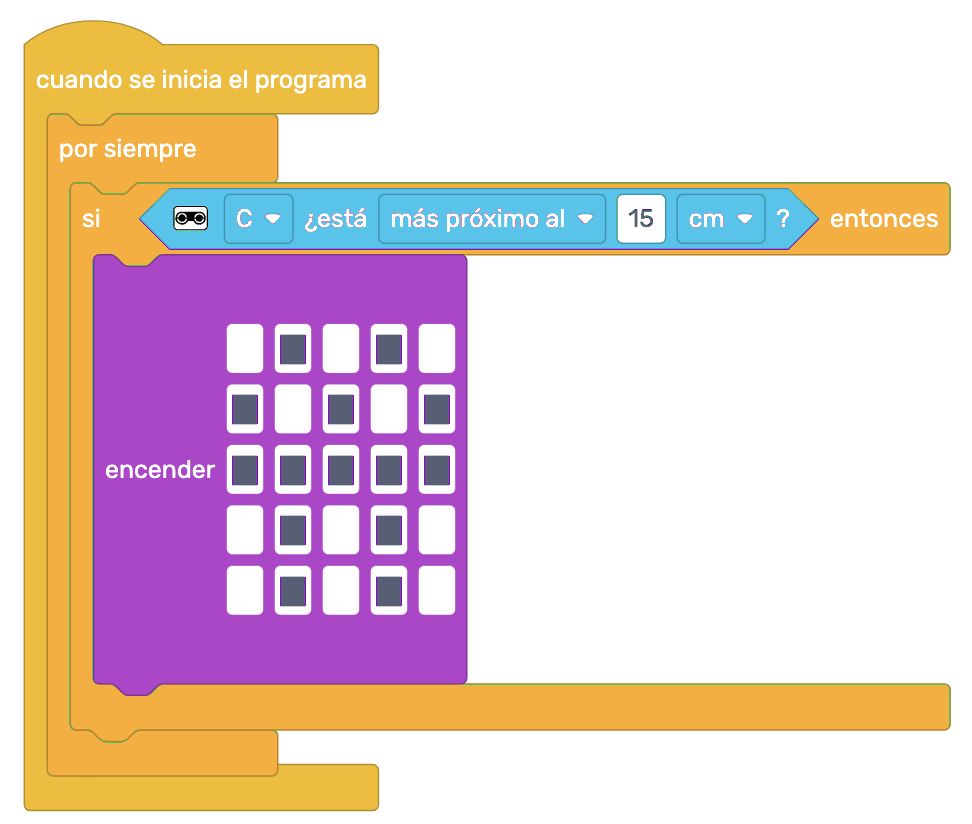 cuando se inicia el programa
por siempre
si C ¿está más próximo al 15 cm ? entonces
encender